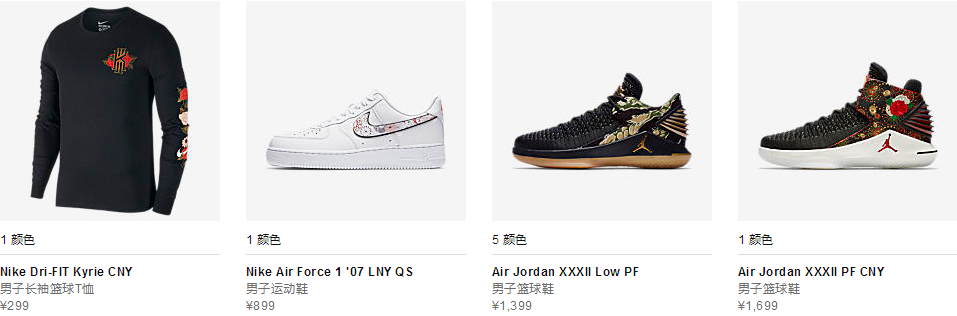 1 颜色
Nike Dri-FIT Kyrie CNY
男子长袖篮球T恤
¥299
1 颜色
Nike Air Force 1 '07 LNY QS
男子运动鞋
¥899
5 颜色
Air Jordan XXXII Low PF
男子篮球鞋
¥1,399
1 颜色
Air Jordan XXXII PF CNY
男子篮球鞋
¥1,699